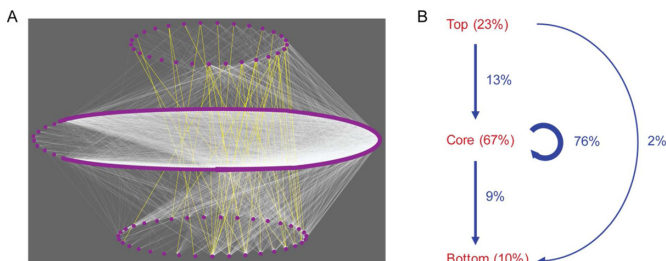 A
B
Top (23%)
13%
Core (67%)
76%
2%
9%
Bottom (10%)